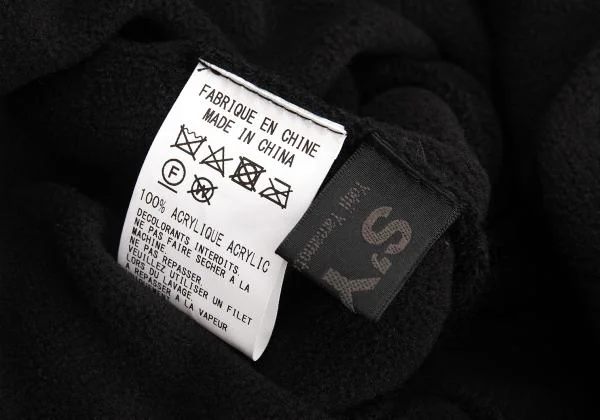 FABRIQUE EN CHINE
MADE IN CHINA
F
W
100% ACRYLIQUE ACRYLIC
DECOLORANTS INTERDITS.
NE PAS FAIRE SECHER A LA
MACHINE.
NE PAS REPASSER.
VEUILLEZ UTILISER UN FILET
LORS DU LAVAGE.
A REPASSER A LA VAPEUR
S'Y
Yohji Yamamoto